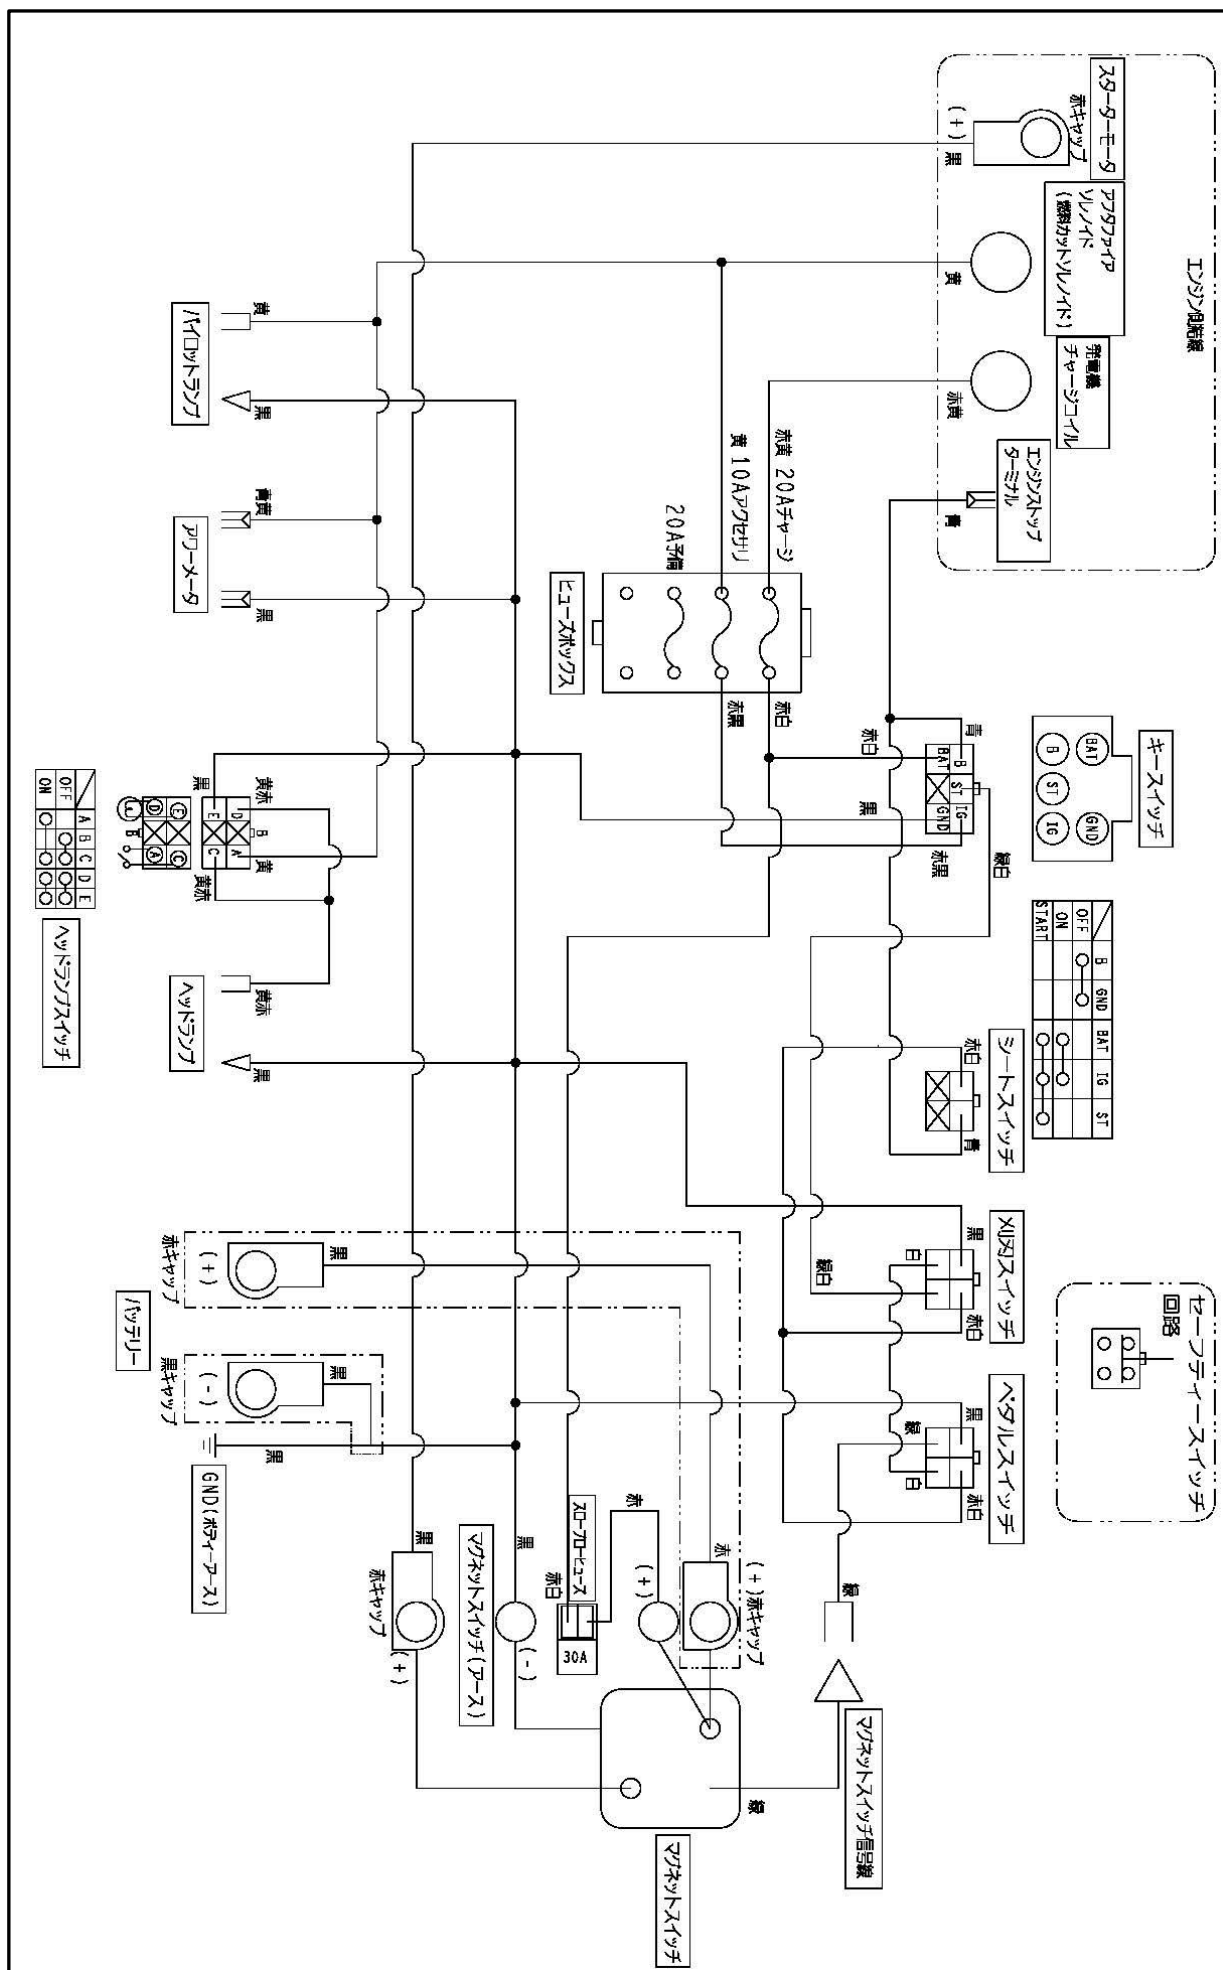 エンジン側結線
スターターモータ
赤キャップ
(+)
黒
アフタファイア
ソレノイド
(燃料カットソレノイド)
黄
発電機
チャージコイル
赤黄
エンジンストップ
ターミナル
青
キースイッチ
BAT GND
B ST IG
B GND BAT IG ST
OFF
ON
START
セーフティースイッチ
回路
青
B ST IG
BAT GND
赤白
黒
赤黒
緑白
シートスイッチ
赤白
青
刈刃スイッチ
黒
赤白
白
緑白
ペダルスイッチ
黒
赤白
緑
白
マグネットスイッチ信号線
緑
緑
赤黄 20Aチャージ
黄 10Aアクセサリ
20A予備
赤白
赤黒
ヒューズボックス
(+)赤キャップ
赤
(+)
赤
スローブローヒューズ
30A
赤白
マグネットスイッチ
黒
(-)
マグネットスイッチ(アース)
黒
(+)
赤キャップ
パイロットランプ
黄
黒
アワーメータ
青黄
黒
黄赤
黄
D B A
E C
黒
黄赤
E C
D B A
A B C D E
OFF
ON
ヘッドランプスイッチ
ヘッドランプ
黄赤
黒
黒
(+)
赤キャップ
バッテリー
黒
(-)
黒キャップ
黒
GND(ボディーアース)